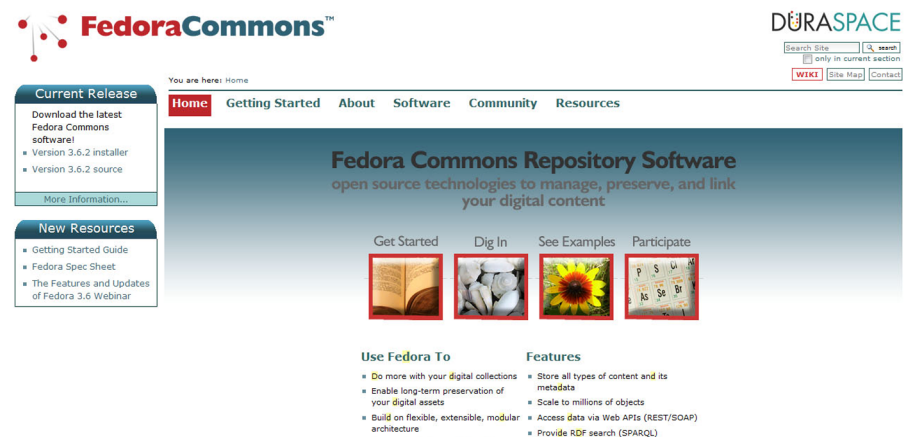 FedoraCommons™
DURASPACE
Search Site
search
only in current section
WIKI
Site Map
Contact
You are here: Home
Home
Getting Started
About
Software
Community
Resources
Current Release
Download the latest
Fedora Commons
software!
Version 3.6.2 installer
Version 3.6.2 source
More Information...
New Resources
Getting Started Guide
Fedora Spec Sheet
The Features and Updates
of Fedora 3.6 Webinar
Fedora Commons Repository Software
open source technologies to manage, preserve, and link
your digital content
Get Started
Dig In
See Examples
Participate
P S Cl Ar
As Se Br
Use Fedora To
Do more with your digital collections
Enable long-term preservation of
your digital assets
Build on flexible, extensible, modular
architecture
Features
Store all types of content and its
metadata
Scale to millions of objects
Access data via Web APIs (REST/SOAP)
Provide RDF search (SPARQL)